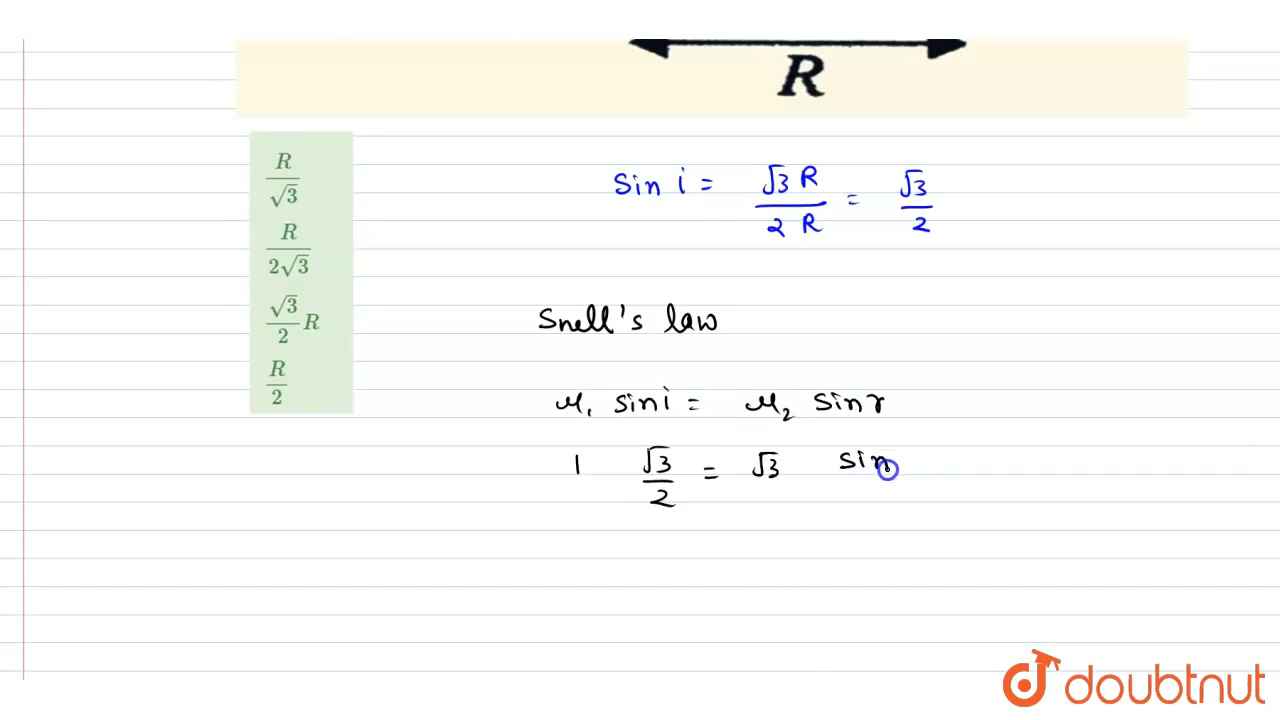 R
R/√3
R/2√3
√3/2 R
R/2
Sin i = √3 R / 2 R = √3/2
Snell's law
μ₁ sin i = μ₂ sin r
1 √3/2 = √3 sin
doubtnut